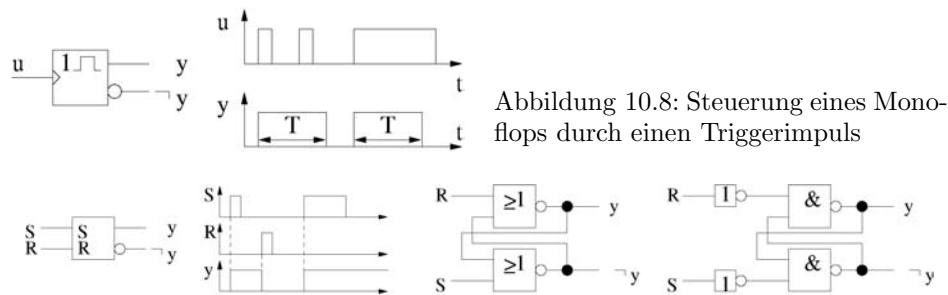 u
1
y
¬ y
u
t
y
T
T
t
Abbildung 10.8: Steuerung eines Mono-
flops durch einen Triggerimpuls
S
R
S
R
y
¬ y
S
R
y
R
≥1
y
S
≥1
¬ y
R
1
&
y
S
1
&
¬ y